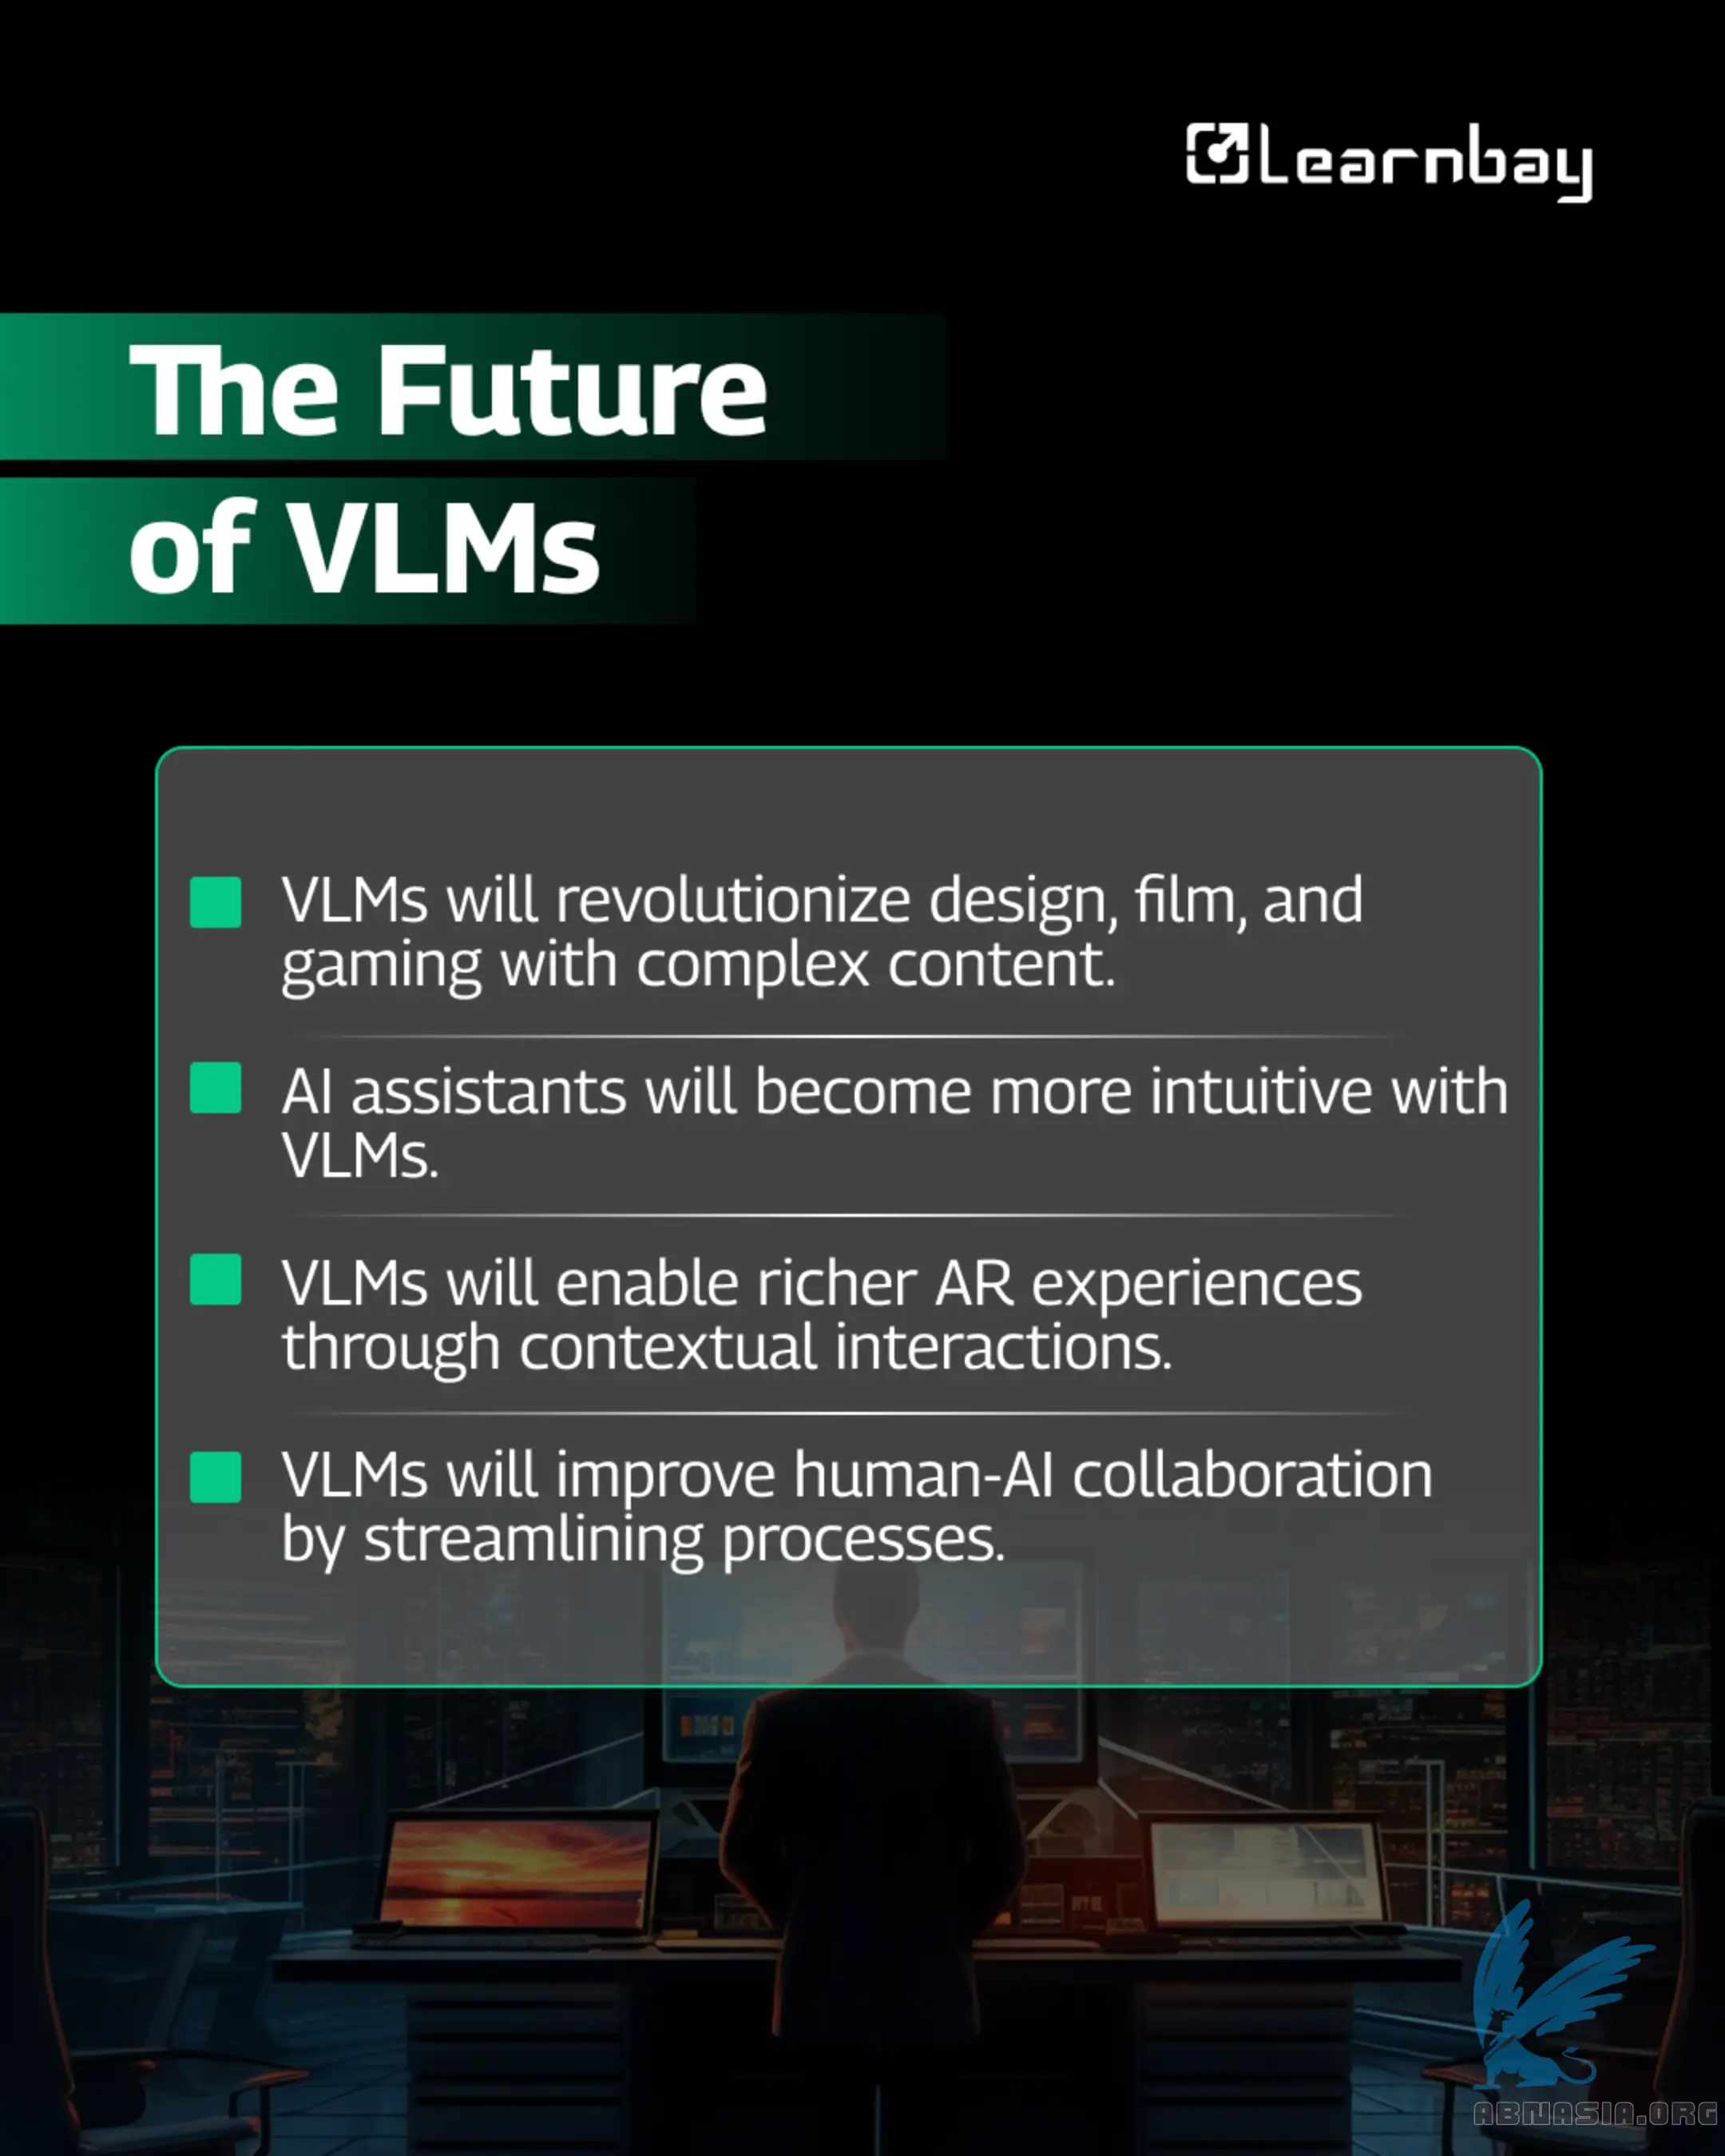 Learnbay
The Future
of VLMs
VLMs will revolutionize design, film, and
gaming with complex content.
AI assistants will become more intuitive with
VLMs.
VLMs will enable richer AR experiences
through contextual interactions.
VLMs will improve human-AI collaboration
by streamlining processes.
ABNASIA.ORG